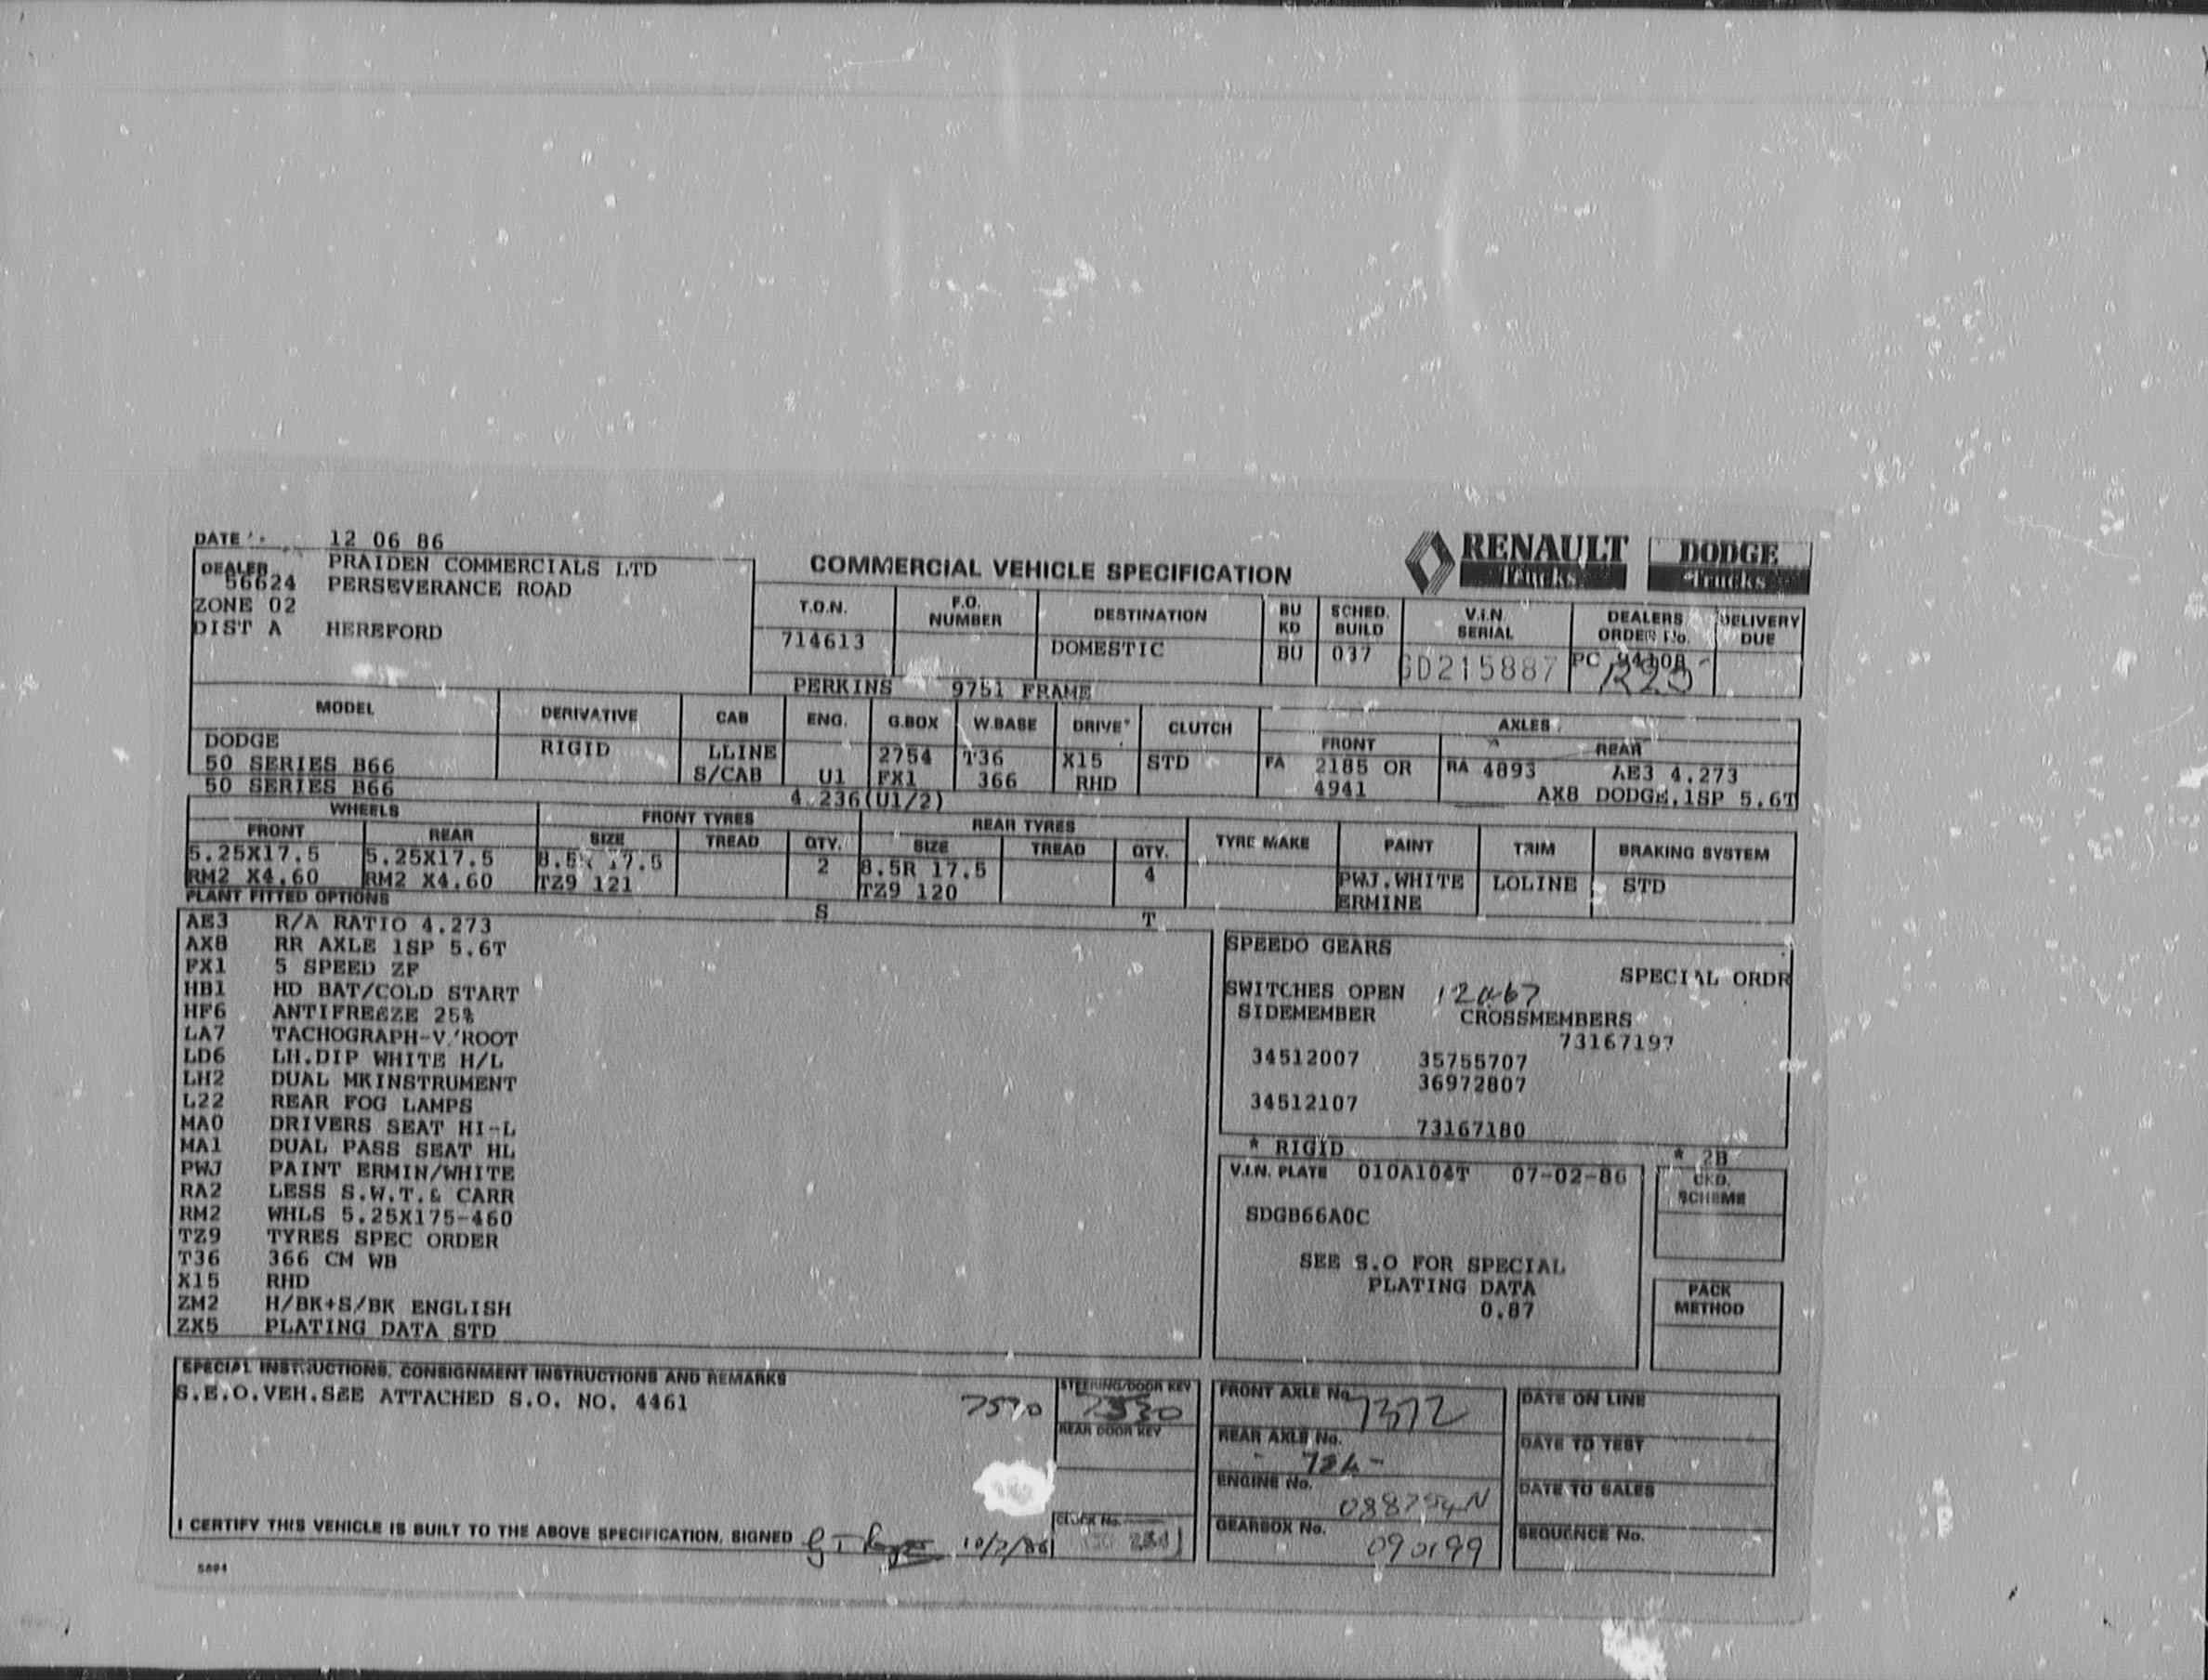 DATE 12 06 86
DEALER PRAIDEN COMMERCIALS LTD
56624 PERSEVERANCE ROAD
ZONE 02
DIST A HEREFORD
COMMERCIAL VEHICLE SPECIFICATION
RENAULT Trucks DODGE Trucks
T.O.N. F.O. NUMBER DESTINATION BU KD SCHED. BUILD V.I.N. SERIAL DEALERS ORDER No. DELIVERY DUE
714613 DOMESTIC BU 037 GD215887 PC
PERKINS 9751 FRAME
MODEL DERIVATIVE CAB ENG. G.BOX W.BASE DRIVE* CLUTCH AXLES
FRONT REAR
DODGE RIGID LLINE 2754 T36 X15 STD FA 2185 OR RA 4893 AE3 4.273
50 SERIES B66 S/CAB U1 FX1 366 RHD 4941 AX8 DODGE,1SP 5.6T
50 SERIES B66 4.236(U1/2)
WHEELS FRONT TYRES REAR TYRES TYRE MAKE PAINT TRIM BRAKING SYSTEM
FRONT REAR SIZE TREAD QTY. SIZE TREAD QTY.
5.25X17.5 5.25X17.5 8.5R 17.5 2 8.5R 17.5 4 PWJ.WHITE LOLINE STD
RM2 X4.60 RM2 X4.60 TZ9 121 TZ9 120 ERMINE
PLANT FITTED OPTIONS S T
AE3 R/A RATIO 4.273
AX8 RR AXLE 1SP 5.6T
FX1 5 SPEED ZF
HB1 HD BAT/COLD START
HF6 ANTIFREEZE 25%
LA7 TACHOGRAPH-V.'ROOT
LD6 LH.DIP WHITE H/L
LH2 DUAL MKINSTRUMENT
L22 REAR FOG LAMPS
MA0 DRIVERS SEAT HI-L
MA1 DUAL PASS SEAT HL
PWJ PAINT ERMIN/WHITE
RA2 LESS S.W.T.& CARR
RM2 WHLS 5.25X175-460
TZ9 TYRES SPEC ORDER
T36 366 CM WB
X15 RHD
ZM2 H/BK+S/BK ENGLISH
ZX5 PLATING DATA STD
SPEEDO GEARS
SPECIAL ORDR
SWITCHES OPEN
SIDEMEMBER CROSSMEMBERS
73167197
34512007 35755707
36972807
34512107
73167180
* RIGID * 2B
V.I.N. PLATE 010A104T 07-02-86
CKD. SCHEME
SDGB66A0C
SEE S.O FOR SPECIAL
PLATING DATA
0.87
PACK METHOD
SPECIAL INSTRUCTIONS, CONSIGNMENT INSTRUCTIONS AND REMARKS
S.E.O.VEH.SEE ATTACHED S.O. NO. 4461
STEERING/DOOR KEY
REAR DOOR KEY
CLOCK No.
FRONT AXLE No. 7372
REAR AXLE No.
ENGINE No.
GEARBOX No. 090199
DATE ON LINE
DATE TO TEST
DATE TO SALES
SEQUENCE No.
I CERTIFY THIS VEHICLE IS BUILT TO THE ABOVE SPECIFICATION. SIGNED 10/7/86